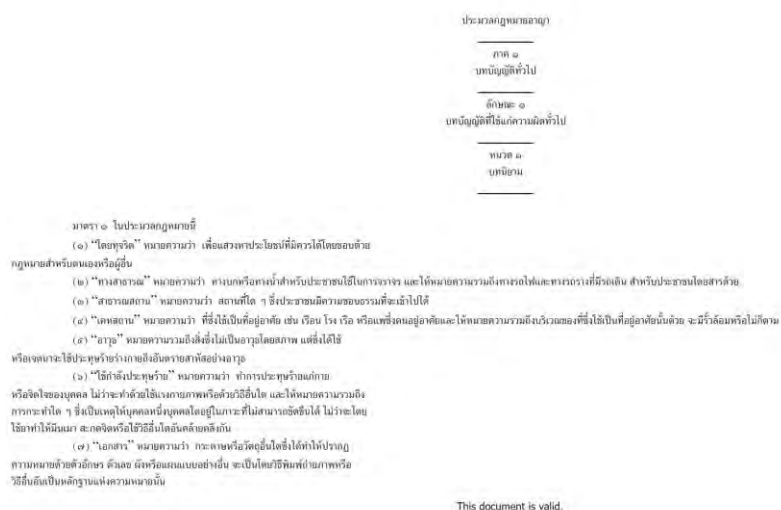 ประมวลกฎหมายอาญา
ภาค ๑
บทบัญญัติทั่วไป
ลักษณะ ๑
บทบัญญัติที่ใช้แก่ความผิดทั่วไป
หมวด ๑
บทนิยาม
มาตรา ๑ ในประมวลกฎหมายนี้
(๑) “โดยทุจริต” หมายความว่า เพื่อแสวงหาประโยชน์ที่มิควรได้โดยชอบด้วย
กฎหมายสำหรับตนเองหรือผู้อื่น
(๒) “ทางสาธารณ” หมายความว่า ทางบกหรือทางน้ำสำหรับประชาชนใช้ในการจราจร และให้หมายความรวมถึงทางรถไฟและทางรถรางที่มีรถเดิน สำหรับประชาชนโดยสารด้วย
(๓) “สาธารณสถาน” หมายความว่า สถานที่ใด ๆ ซึ่งประชาชนมีความชอบธรรมที่จะเข้าไปได้
(๔) “เคหสถาน” หมายความว่า ที่ซึ่งใช้เป็นที่อยู่อาศัย เช่น เรือน โรง เรือ หรือแพซึ่งคนอยู่อาศัยและให้หมายความรวมถึงบริเวณของที่ซึ่งใช้เป็นที่อยู่อาศัยนั้นด้วย จะมีรั้วล้อมหรือไม่ก็ตาม
(๕) “อาวุธ” หมายความรวมถึงสิ่งซึ่งไม่เป็นอาวุธโดยสภาพ แต่ซึ่งได้ใช้
หรือเจตนาจะใช้ประทุษร้ายร่างกายถึงอันตรายสาหัสอย่างอาวุธ
(๖) “ใช้กำลังประทุษร้าย” หมายความว่า ทำการประทุษร้ายแก่กาย
หรือจิตใจของบุคคล ไม่ว่าจะทำด้วยใช้แรงกายภาพหรือด้วยวิธีอื่นใด และให้หมายความรวมถึง
การกระทำใด ๆ ซึ่งเป็นเหตุให้บุคคลหนึ่งบุคคลใดอยู่ในภาวะที่ไม่สามารถขัดขืนได้ ไม่ว่าจะโดย
ใช้ยาทำให้มึนเมา สะกดจิตหรือใช้วิธีอื่นใดอันคล้ายคลึงกัน
(๗) “เอกสาร” หมายความว่า กระดาษหรือวัตถุอื่นใดซึ่งได้ทำให้ปรากฏ
ความหมายด้วยตัวอักษร ตัวเลข ผังหรือแผนแบบอย่างอื่น จะเป็นโดยวิธีพิมพ์ถ่ายภาพหรือ
วิธีอื่นอันเป็นหลักฐานแห่งความหมายนั้น
This document is valid.